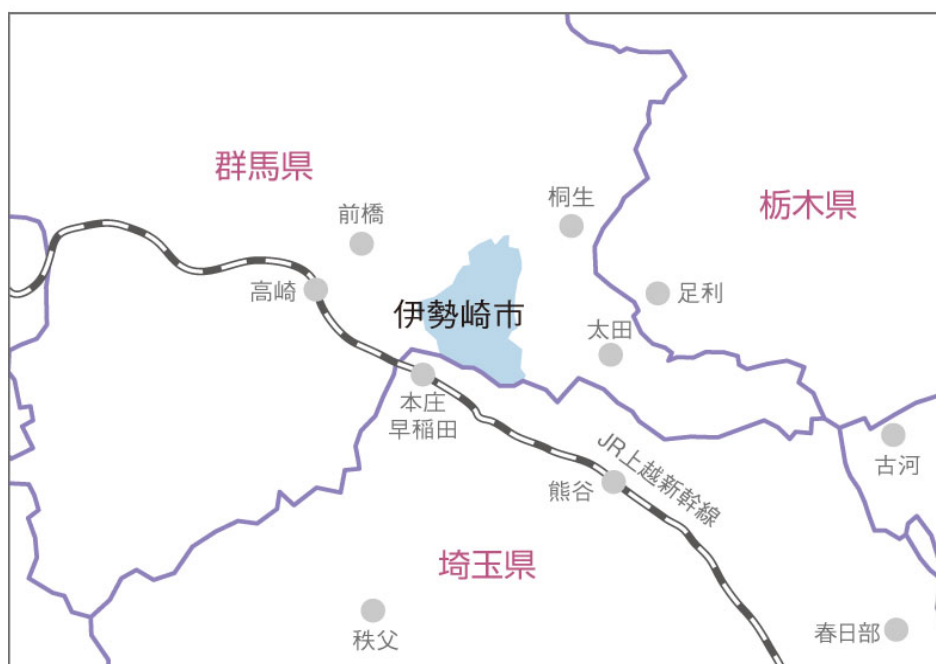 群馬県
栃木県
桐生
前橋
高崎
足利
伊勢崎市
太田
本庄
早稲田
古河
JR上越新幹線
熊谷
埼玉県
秩父
春日部